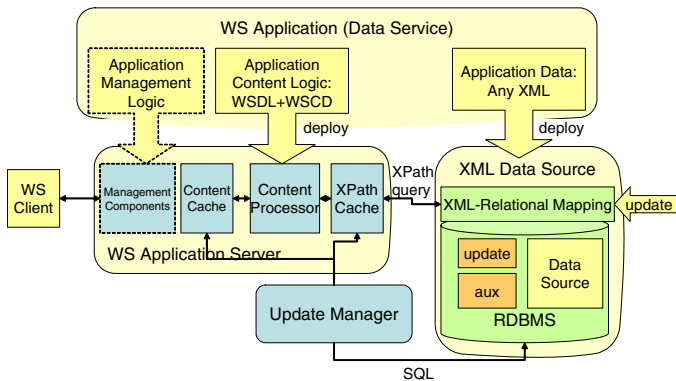 WS Application (Data Service)
Application
Management
Logic
Application
Content Logic:
WSDL+WSCD
Application Data:
Any XML
deploy
deploy
WS
Client
Management
Components
Content
Cache
Content
Processor
XPath
Cache
WS Application Server
XPath
query
XML Data Source
XML-Relational Mapping
update
update
aux
Data
Source
RDBMS
Update Manager
SQL